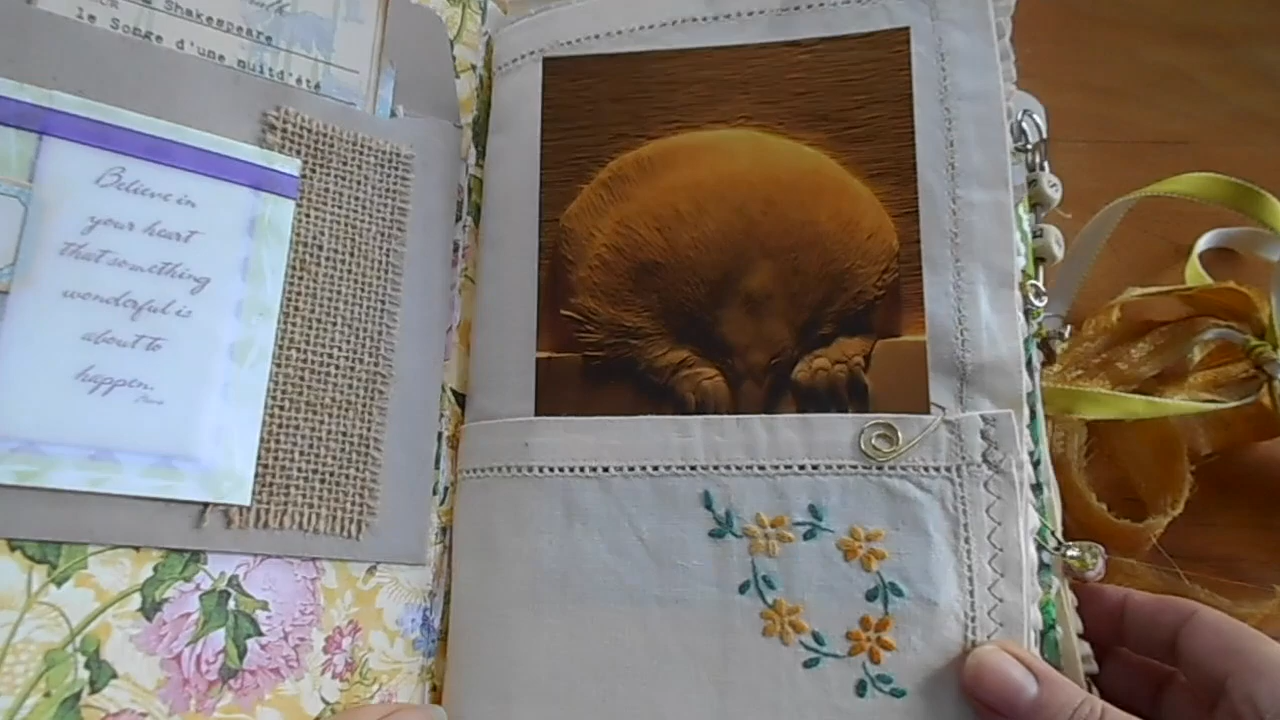 Shakespeare
le Songe d'une nuit d'été
Believe in
your heart
that something
wonderful is
about to
happen.